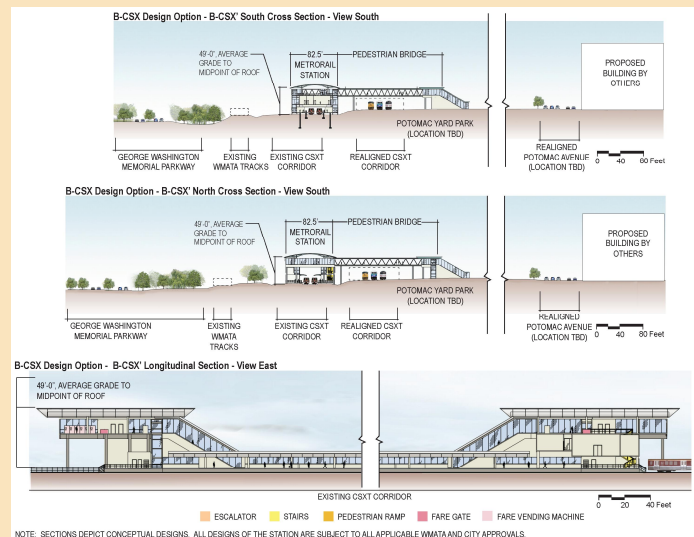 B-CSX Design Option - B-CSX' South Cross Section - View South
49'-0", AVERAGE
GRADE TO
MIDPOINT OF ROOF
82.5'
METRORAIL
STATION
PEDESTRIAN BRIDGE
PROPOSED
BUILDING BY
OTHERS
POTOMAC YARD PARK
(LOCATION TBD)
GEORGE WASHINGTON
MEMORIAL PARKWAY
EXISTING
WMATA TRACKS
EXISTING CSXT
CORRIDOR
REALIGNED CSXT
CORRIDOR
REALIGNED
POTOMAC AVENUE
(LOCATION TBD)
0 40 80 Feet
B-CSX Design Option - B-CSX' North Cross Section - View South
49'-0", AVERAGE
GRADE TO
MIDPOINT OF ROOF
82.5'
METRORAIL
STATION
PEDESTRIAN BRIDGE
PROPOSED
BUILDING BY
OTHERS
POTOMAC YARD PARK
(LOCATION TBD)
GEORGE WASHINGTON
MEMORIAL PARKWAY
EXISTING
WMATA
TRACKS
EXISTING CSXT
CORRIDOR
REALIGNED CSXT
CORRIDOR
REALIGNED
POTOMAC AVENUE
(LOCATION TBD)
0 40 80 Feet
B-CSX Design Option - B-CSX' Longitudinal Section - View East
49'-0", AVERAGE GRADE TO
MIDPOINT OF ROOF
EXISTING CSXT CORRIDOR
0 20 40 Feet
ESCALATOR STAIRS PEDESTRIAN RAMP FARE GATE FARE VENDING MACHINE
NOTE: SECTIONS DEPICT CONCEPTUAL DESIGNS. ALL DESIGNS OF THE STATION ARE SUBJECT TO ALL APPLICABLE WMATA AND CITY APPROVALS.